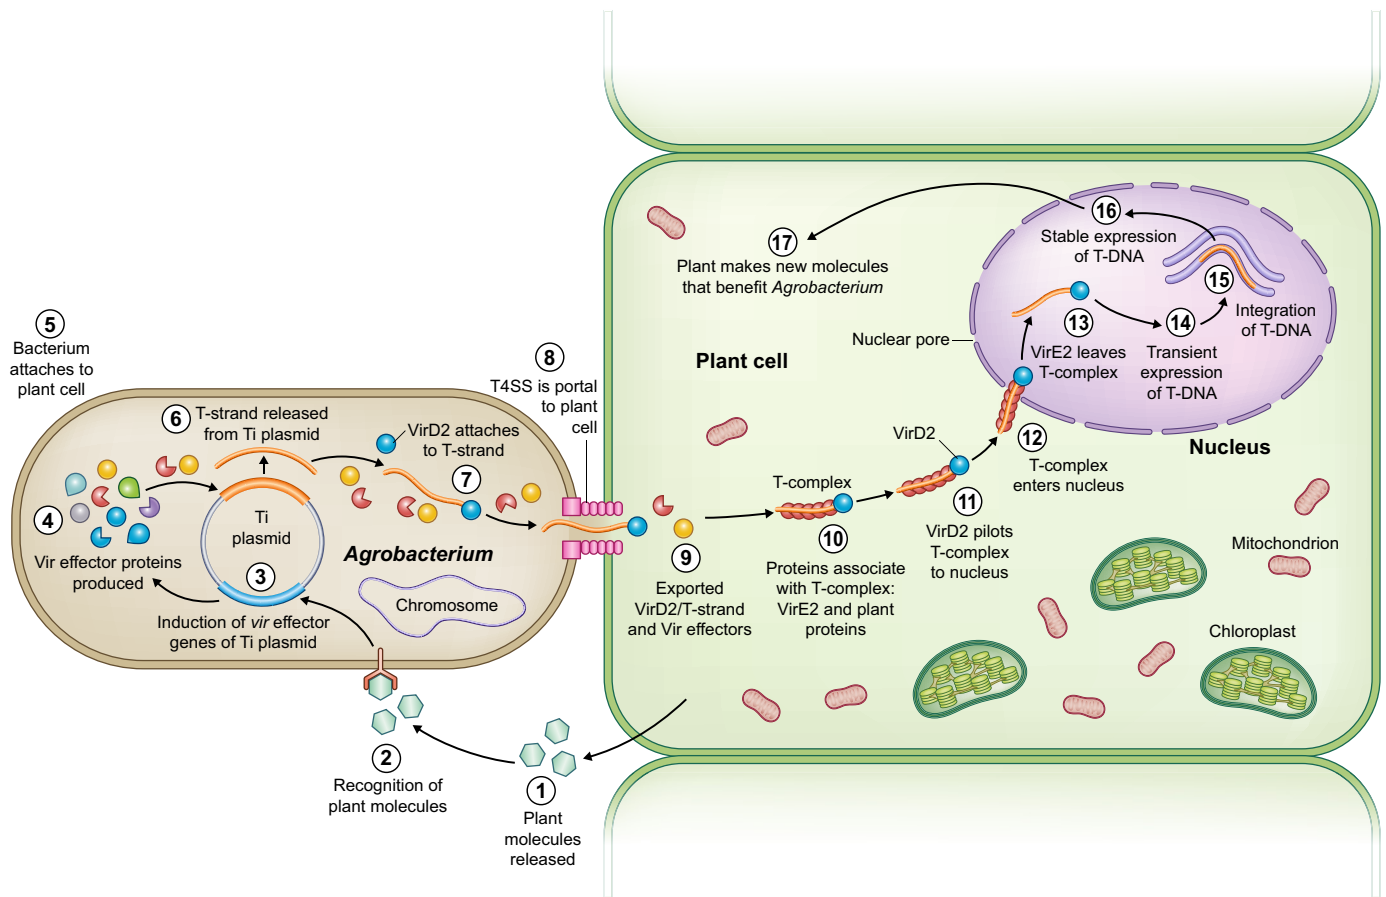 5
Bacterium
attaches to
plant cell
6
T-strand released
from Ti plasmid
VirD2 attaches
to T-strand
7
8
T4SS is portal
to plant
cell
4
Vir effector proteins
produced
Ti
plasmid
3
Induction of vir effector
genes of Ti plasmid
Agrobacterium
Chromosome
2
Recognition of
plant molecules
1
Plant
molecules
released
9
Exported
VirD2/T-strand
and Vir effectors
Plant cell
T-complex
10
Proteins associate
with T-complex:
VirE2 and plant
proteins
VirD2
11
VirD2 pilots
T-complex
to nucleus
12
T-complex
enters nucleus
Nuclear pore
Nucleus
13
VirE2 leaves
T-complex
14
Transient
expression
of T-DNA
15
Integration
of T-DNA
16
Stable expression
of T-DNA
17
Plant makes new molecules
that benefit Agrobacterium
Mitochondrion
Chloroplast